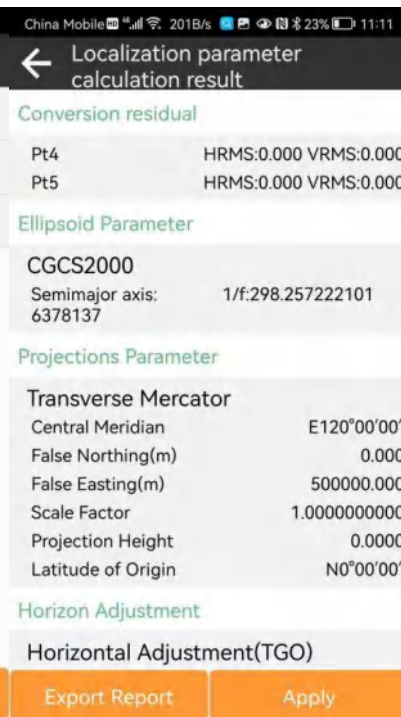 China Mobile HD 4G 201B/s 23% 11:11
Localization parameter
calculation result
Conversion residual
Pt4 HRMS:0.000 VRMS:0.000
Pt5 HRMS:0.000 VRMS:0.000
Ellipsoid Parameter
CGCS2000
Semimajor axis: 1/f:298.257222101
6378137
Projections Parameter
Transverse Mercator
Central Meridian E120°00'00'
False Northing(m) 0.000
False Easting(m) 500000.000
Scale Factor 1.0000000000
Projection Height 0.0000
Latitude of Origin N0°00'00'
Horizon Adjustment
Horizontal Adjustment(TGO)
Export Report Apply